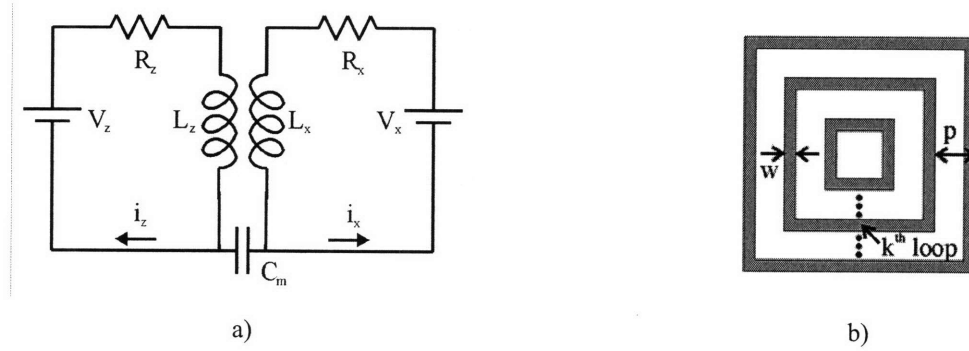 R_z
R_x
V_z
L_z
L_x
V_x
i_z
i_x
C_m
a)
p
w
k^th loop
b)